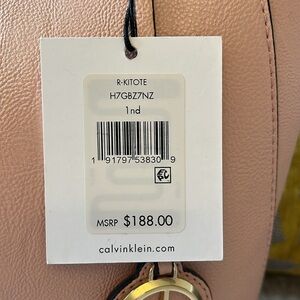 R-KITOTE
H7GBZ7NZ
1nd
1 91797 53830 9
MSRP $188.00
calvinklein.com